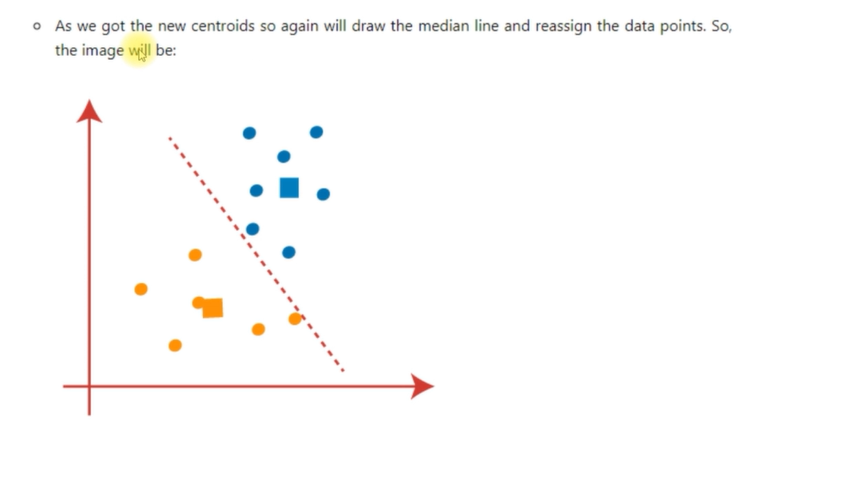 As we got the new centroids so again will draw the median line and reassign the data points. So,
the image will be: